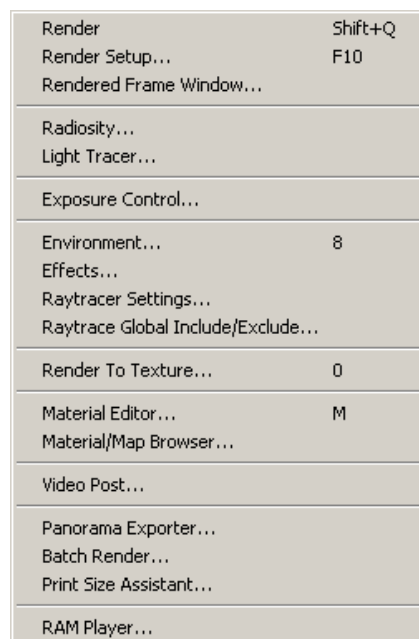 Render Shift+Q
Render Setup... F10
Rendered Frame Window...
Radiosity...
Light Tracer...
Exposure Control...
Environment... 8
Effects...
Raytracer Settings...
Raytrace Global Include/Exclude...
Render To Texture... 0
Material Editor... M
Material/Map Browser...
Video Post...
Panorama Exporter...
Batch Render...
Print Size Assistant...
RAM Player...